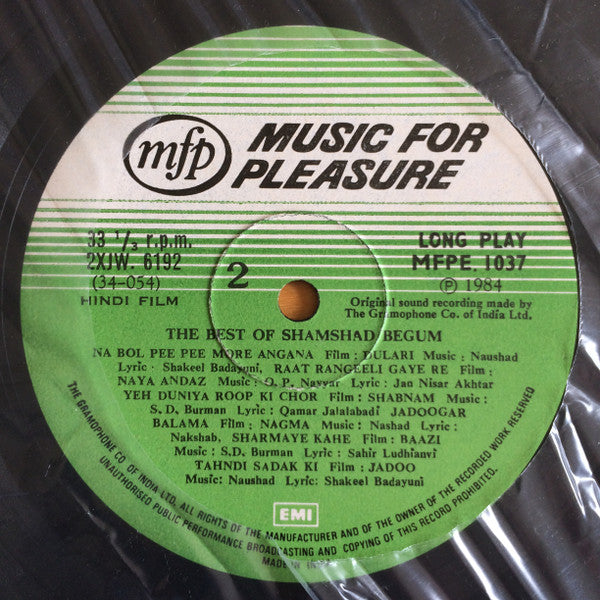 mfp MUSIC FOR
PLEASURE
33 1/3 r.p.m.
2XJW. 6192
(34-054)
HINDI FILM
2
LONG PLAY
MFPE. 1037
Ⓟ 1984
Original sound recording made by
The Gramophone Co. of India Ltd.
THE BEST OF SHAMSHAD BEGUM
NA BOL PEE PEE MORE ANGANA Film : DULARI Music : Naushad
Lyric : Shakeel Badayuni, RAAT RANGEELI GAYE RE Film :
NAYA ANDAZ Music : O. P. Nayyar Lyric : Jan Nisar Akhtar
YEH DUNIYA ROOP KI CHOR Film : SHABNAM Music :
S. D. Burman Lyric : Qamar Jalalabadi JADOOGAR
BALAMA Film : NAGMA Music : Nashad Lyric :
Nakshab, SHARMAYE KAHE Film : BAAZI
Music : S.D. Burman Lyric : Sahir Ludhianvi
TAHNDI SADAK KI Film : JADOO
Music: Naushad Lyric: Shakeel Badayuni
EMI
THE GRAMOPHONE CO. OF INDIA LTD. ALL RIGHTS OF THE MANUFACTURER AND OF THE OWNER OF THE RECORDED WORK RESERVED
UNAUTHORISED PUBLIC PERFORMANCE BROADCASTING AND COPYING OF THIS RECORD PROHIBITED.
MADE IN